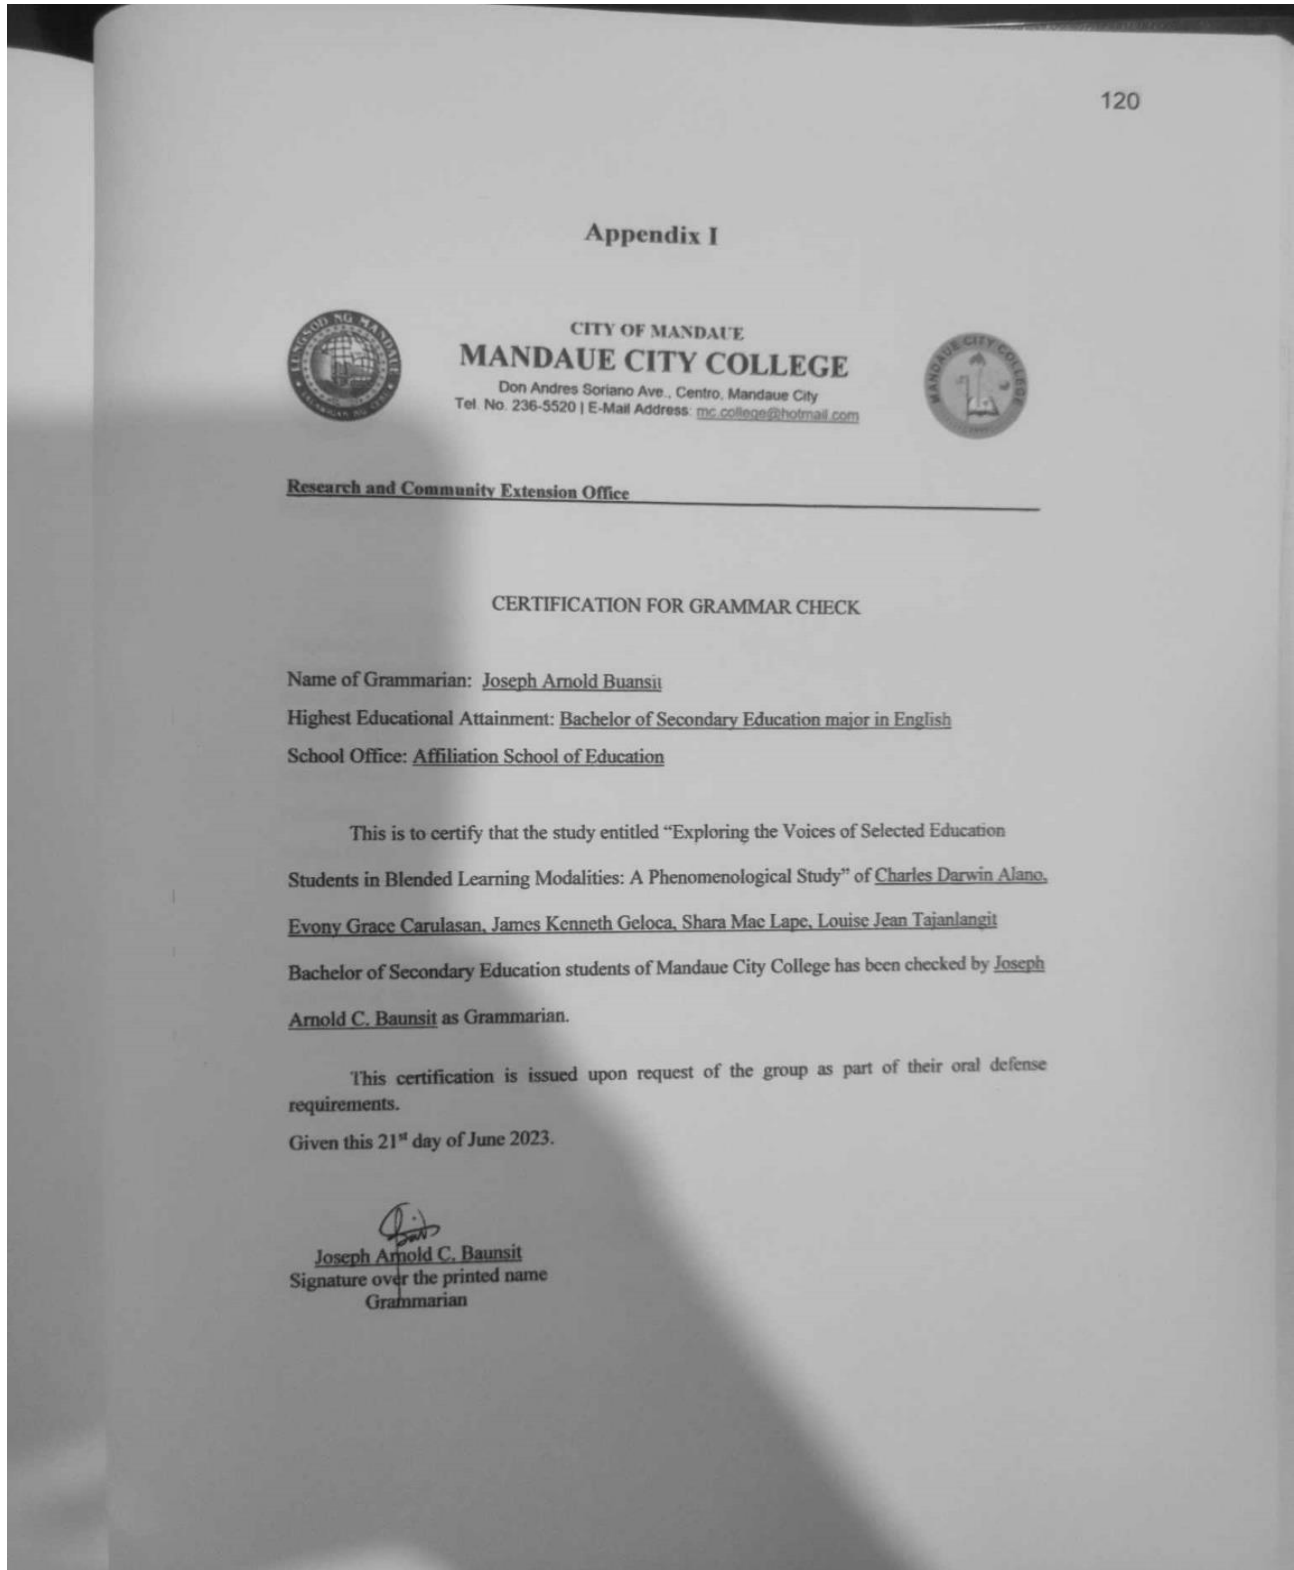 120
Appendix I
LUNGSOD NG MANDAUE
CITY OF MANDAUE
MANDAUE CITY COLLEGE
Don Andres Soriano Ave., Centro, Mandaue City
Tel. No. 236-5520 | E-Mail Address: mc.college@hotmail.com
MANDAUE CITY COLLEGE
Research and Community Extension Office
CERTIFICATION FOR GRAMMAR CHECK
Name of Grammarian: Joseph Arnold Buansit
Highest Educational Attainment: Bachelor of Secondary Education major in English
School Office: Affiliation School of Education
This is to certify that the study entitled “Exploring the Voices of Selected Education
Students in Blended Learning Modalities: A Phenomenological Study” of Charles Darwin Alano,
Evony Grace Carulasan, James Kenneth Geloca, Shara Mae Lape, Louise Jean Tajanlangit
Bachelor of Secondary Education students of Mandaue City College has been checked by Joseph
Arnold C. Baunsit as Grammarian.
This certification is issued upon request of the group as part of their oral defense
requirements.
Given this 21st day of June 2023.
Joseph Arnold C. Baunsit
Signature over the printed name
Grammarian